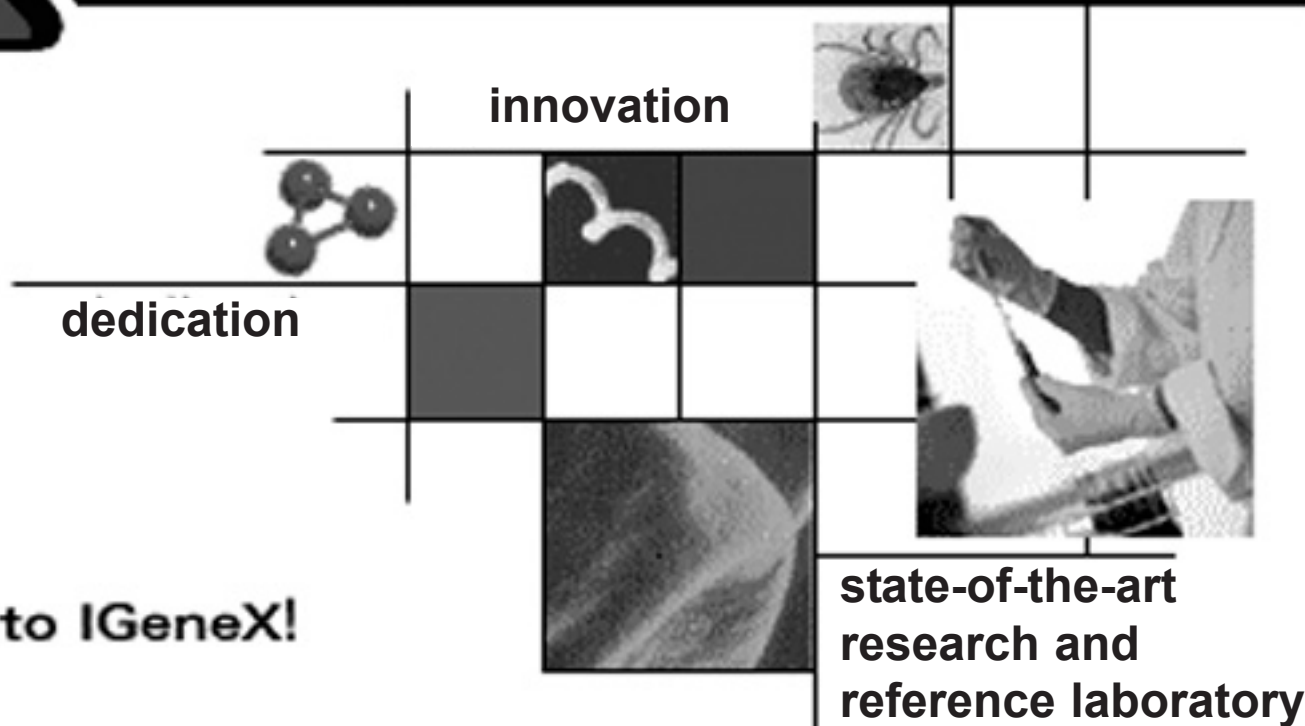 innovation
dedication
to IGeneX!
state-of-the-art
research and
reference laboratory